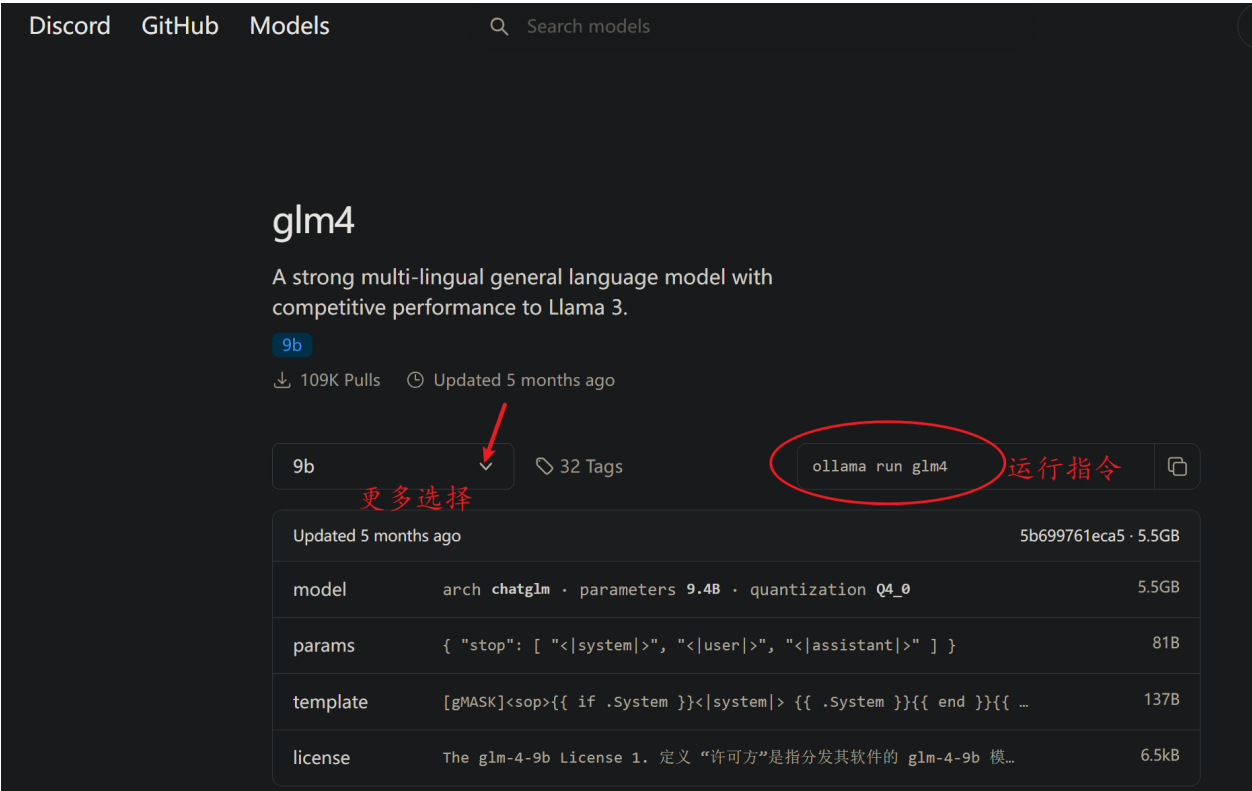 Discord GitHub Models Search models
glm4
A strong multi-lingual general language model with
competitive performance to Llama 3.
9b
109K Pulls Updated 5 months ago
9b 32 Tags ollama run glm4 运行指令
更多选择
Updated 5 months ago 5b699761eca5 · 5.5GB
model arch chatglm · parameters 9.4B · quantization Q4_0 5.5GB
params { "stop": [ "<|system|>", "<|user|>", "<|assistant|>" ] } 81B
template [gMASK]<sop>{{ if .System }}<|system|> {{ .System }}{{ end }}{{ … 137B
license The glm-4-9b License 1. 定义 “许可方”是指分发其软件的 glm-4-9b 模… 6.5kB